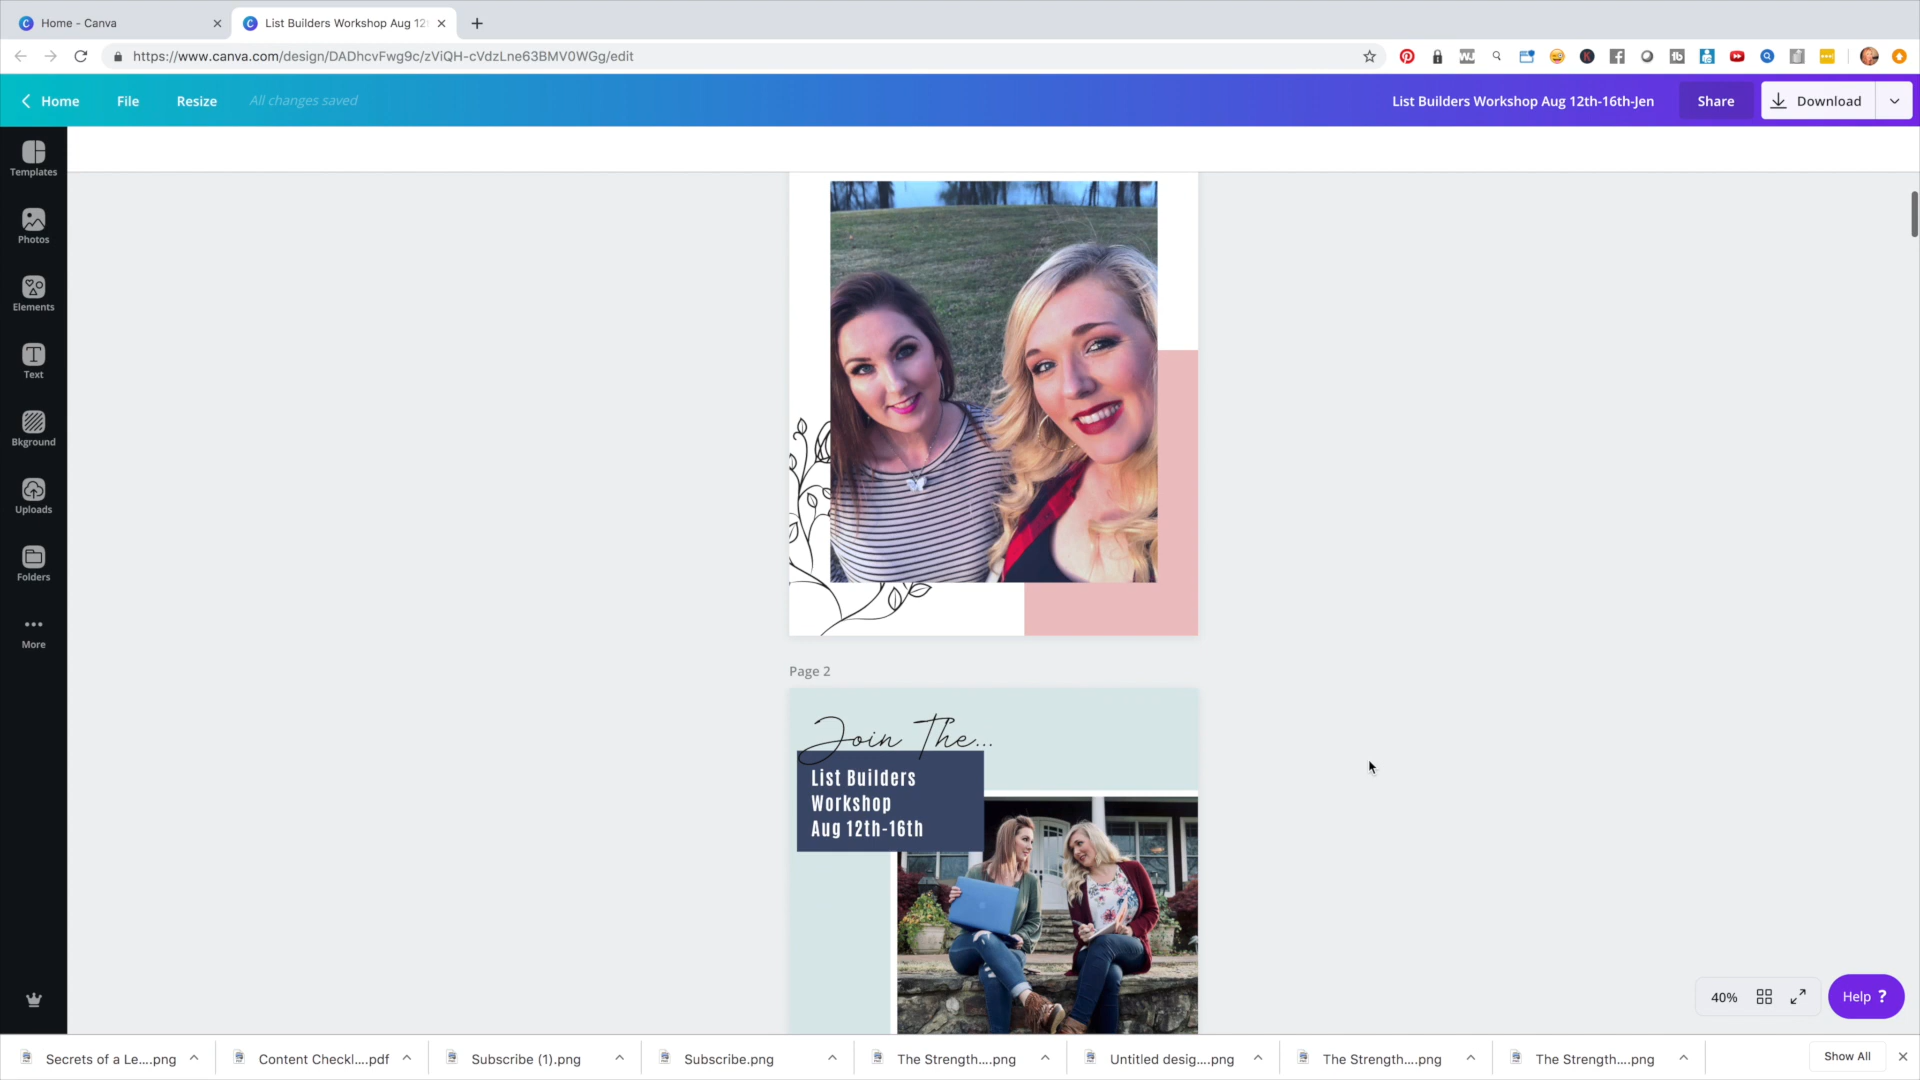 Home - Canva
List Builders Workshop Aug 12
https://www.canva.com/design/DADhcvFwg9c/zViQH-cVdzLne63BMV0WGg/edit
Home
File
Resize
All changes saved
List Builders Workshop Aug 12th-16th-Jen
Share
Download
Templates
Photos
Elements
Text
Bkground
Uploads
Folders
More
Page 2
Join The...
List Builders
Workshop
Aug 12th-16th
40%
Help ?
Secrets of a Le....png
Content Checkl....pdf
Subscribe (1).png
Subscribe.png
The Strength....png
Untitled desig....png
The Strength....png
The Strength....png
Show All